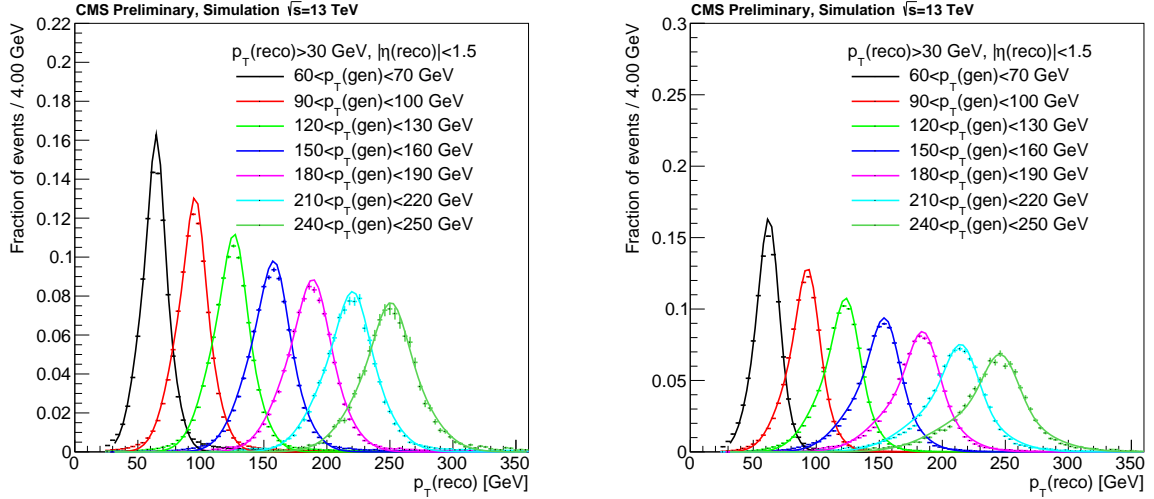 CMS Preliminary, Simulation √s=13 TeV
Fraction of events / 4.00 GeV
0.22
0.2
0.18
0.16
0.14
0.12
0.1
0.08
0.06
0.04
0.02
0
p_T(reco)>30 GeV, |η(reco)|<1.5
60<p_T(gen)<70 GeV
90<p_T(gen)<100 GeV
120<p_T(gen)<130 GeV
150<p_T(gen)<160 GeV
180<p_T(gen)<190 GeV
210<p_T(gen)<220 GeV
240<p_T(gen)<250 GeV
0 50 100 150 200 250 300 350
p_T(reco) [GeV]
CMS Preliminary, Simulation √s=13 TeV
Fraction of events / 4.00 GeV
0.3
0.25
0.2
0.15
0.1
0.05
0
p_T(reco)>30 GeV, |η(reco)|<1.5
60<p_T(gen)<70 GeV
90<p_T(gen)<100 GeV
120<p_T(gen)<130 GeV
150<p_T(gen)<160 GeV
180<p_T(gen)<190 GeV
210<p_T(gen)<220 GeV
240<p_T(gen)<250 GeV
0 50 100 150 200 250 300 350
p_T(reco) [GeV]